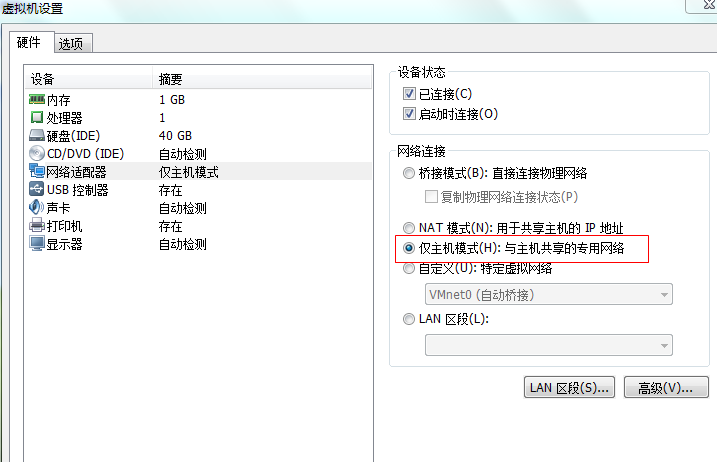 虚拟机设置
硬件 选项
设备 摘要
内存 1 GB
处理器 1
硬盘(IDE) 40 GB
CD/DVD (IDE) 自动检测
网络适配器 仅主机模式
USB 控制器 存在
声卡 自动检测
打印机 存在
显示器 自动检测
设备状态
已连接(C)
启动时连接(O)
网络连接
桥接模式(B): 直接连接物理网络
复制物理网络连接状态(P)
NAT 模式(N): 用于共享主机的 IP 地址
仅主机模式(H): 与主机共享的专用网络
自定义(U): 特定虚拟网络
VMnet0 (自动桥接)
LAN 区段(L):
LAN 区段(S)... 高级(V)...